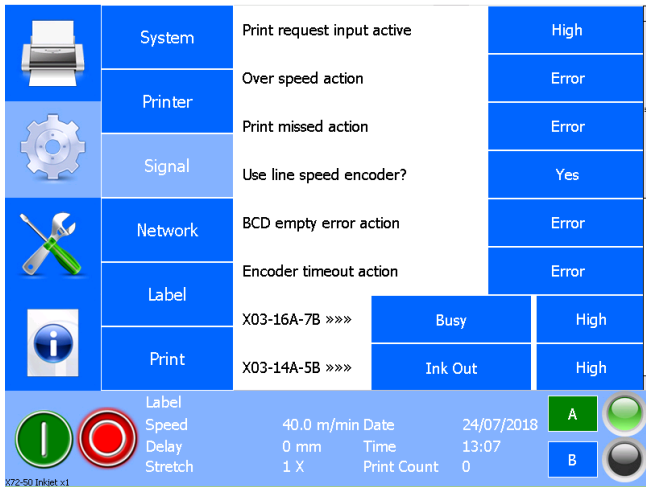 System
Printer
Signal
Network
Label
Print
Print request input active High
Over speed action Error
Print missed action Error
Use line speed encoder? Yes
BCD empty error action Error
Encoder timeout action Error
X03-16A-7B »»» Busy High
X03-14A-5B »»» Ink Out High
Label
Speed 40.0 m/min Date 24/07/2018
Delay 0 mm Time 13:07
Stretch 1 X Print Count 0
A
B
X72-50 Inkjet x1